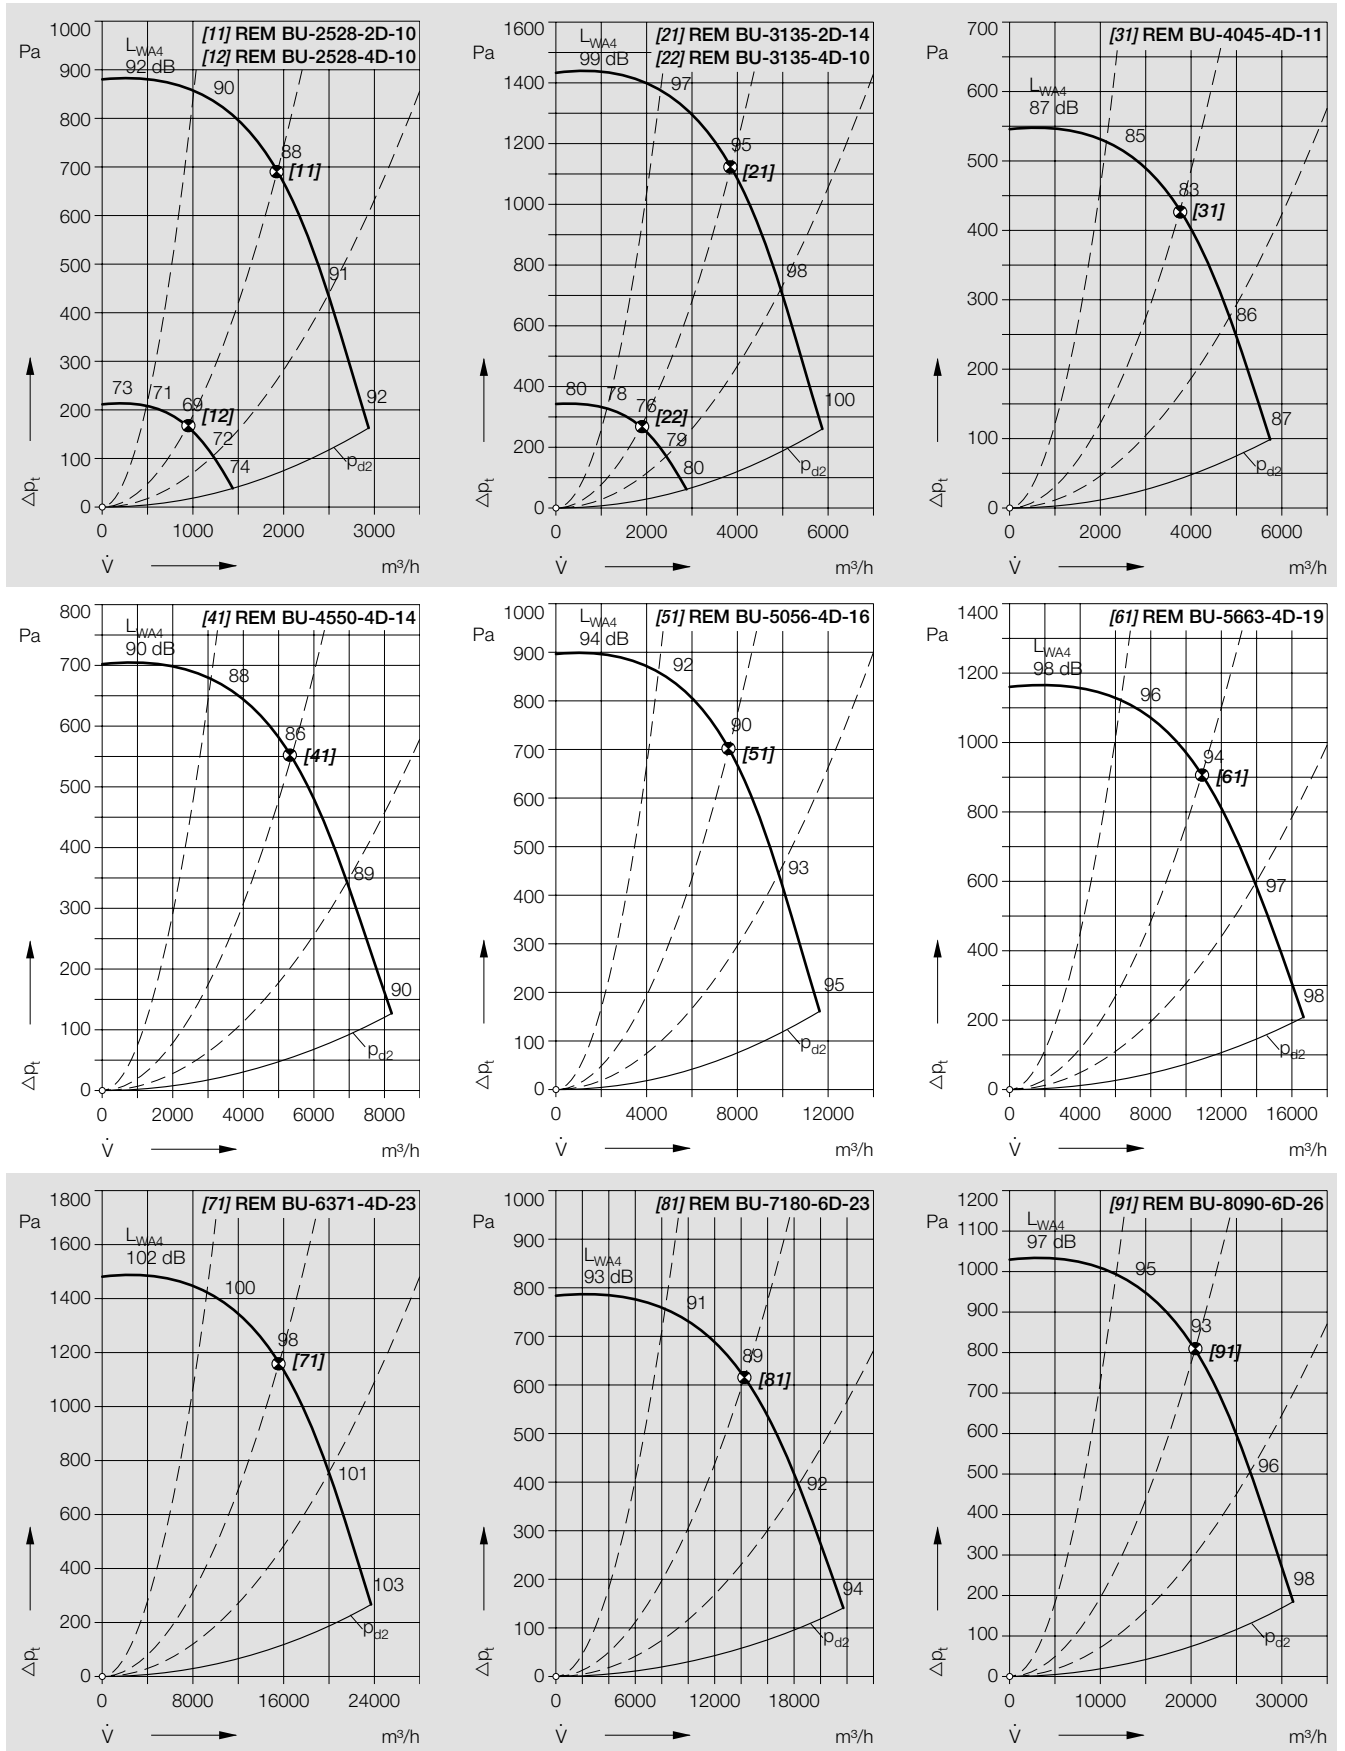 [11] REM BU-2528-2D-10
[12] REM BU-2528-4D-10
Pa
1000
900
800
700
600
500
400
300
200
100
0
LWA4
92 dB
90
88
[11]
91
92
73
71
69
[12]
72
74
pd2
Δpt
0 1000 2000 3000
V̇ m³/h
[21] REM BU-3135-2D-14
[22] REM BU-3135-4D-10
Pa
1600
1400
1200
1000
800
600
400
200
0
LWA4
99 dB
97
95
[21]
98
100
80
78
76
[22]
79
80
pd2
Δpt
0 2000 4000 6000
V̇ m³/h
[31] REM BU-4045-4D-11
Pa
700
600
500
400
300
200
100
0
LWA4
87 dB
85
83
[31]
86
87
pd2
Δpt
0 2000 4000 6000
V̇ m³/h
[41] REM BU-4550-4D-14
Pa
800
700
600
500
400
300
200
100
0
LWA4
90 dB
88
86
[41]
89
90
pd2
Δpt
0 2000 4000 6000 8000
V̇ m³/h
[51] REM BU-5056-4D-16
Pa
1000
900
800
700
600
500
400
300
200
100
0
LWA4
94 dB
92
90
[51]
93
95
pd2
Δpt
0 4000 8000 12000
V̇ m³/h
[61] REM BU-5663-4D-19
Pa
1400
1200
1000
800
600
400
200
0
LWA4
98 dB
96
94
[61]
97
98
pd2
Δpt
0 4000 8000 12000 16000
V̇ m³/h
[71] REM BU-6371-4D-23
Pa
1800
1600
1400
1200
1000
800
600
400
200
0
LWA4
102 dB
100
98
[71]
101
103
pd2
Δpt
0 8000 16000 24000
V̇ m³/h
[81] REM BU-7180-6D-23
Pa
1000
900
800
700
600
500
400
300
200
100
0
LWA4
93 dB
91
89
[81]
92
94
pd2
Δpt
0 6000 12000 18000
V̇ m³/h
[91] REM BU-8090-6D-26
Pa
1200
1100
1000
900
800
700
600
500
400
300
200
100
0
LWA4
97 dB
95
93
[91]
96
98
pd2
Δpt
0 10000 20000 30000
V̇ m³/h